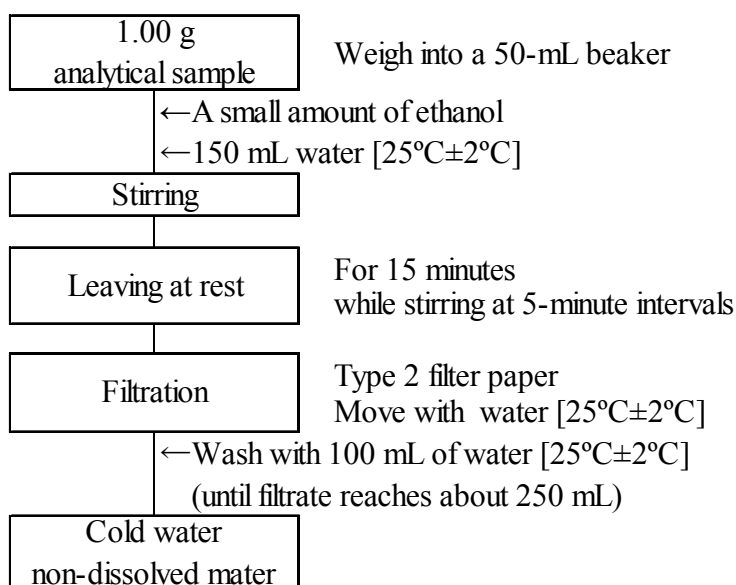 1.00 g
analytical sample
Weigh into a 50-mL beaker
←A small amount of ethanol
←150 mL water [25ºC±2ºC]
Stirring
Leaving at rest
For 15 minutes
while stirring at 5-minute intervals
Filtration
Type 2 filter paper
Move with water [25ºC±2ºC]
←Wash with 100 mL of water [25ºC±2ºC]
(until filtrate reaches about 250 mL)
Cold water
non-dissolved mater